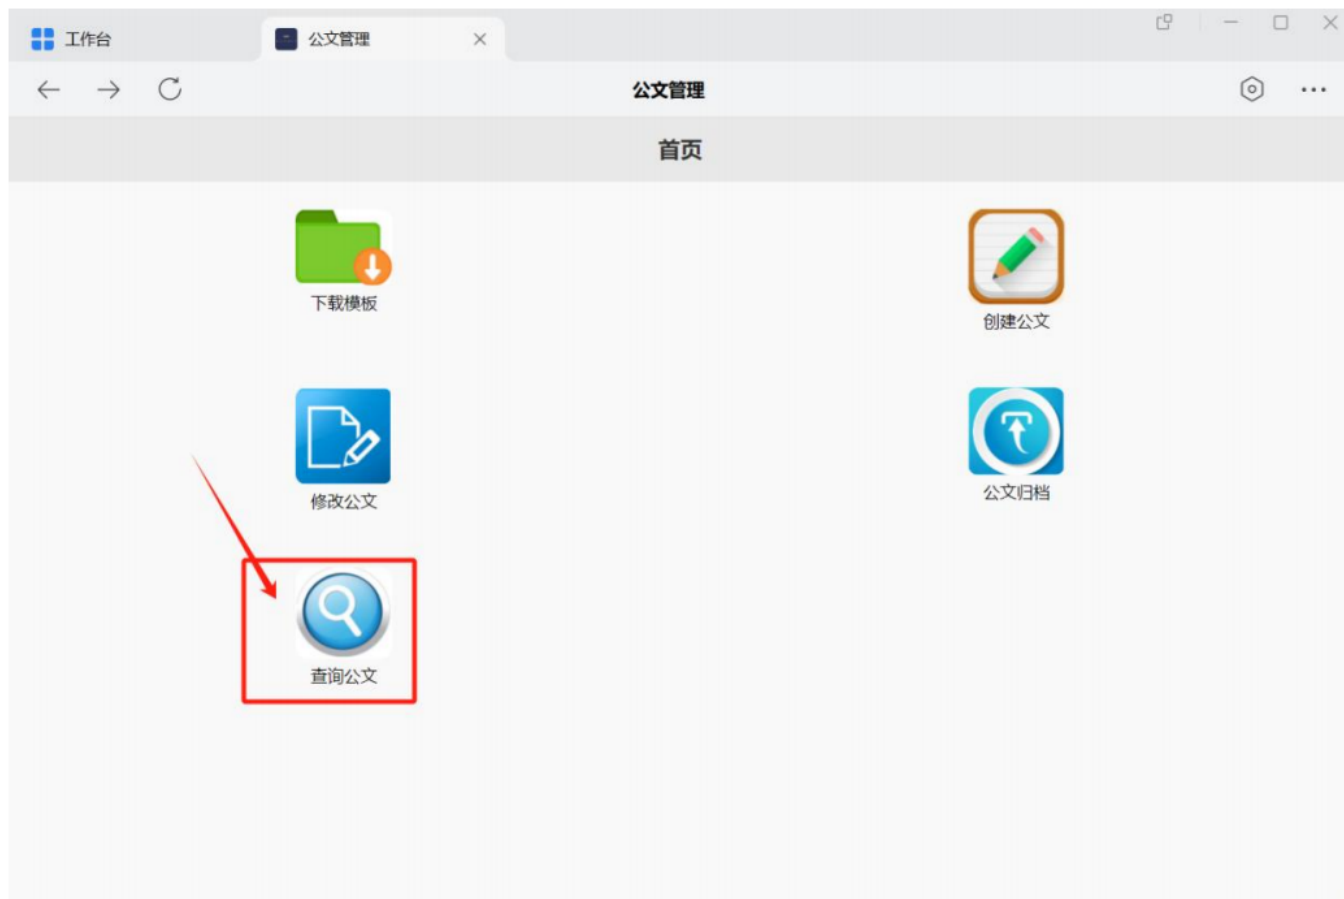 工作台
公文管理
公文管理
首页
下载模板
创建公文
修改公文
公文归档
查询公文